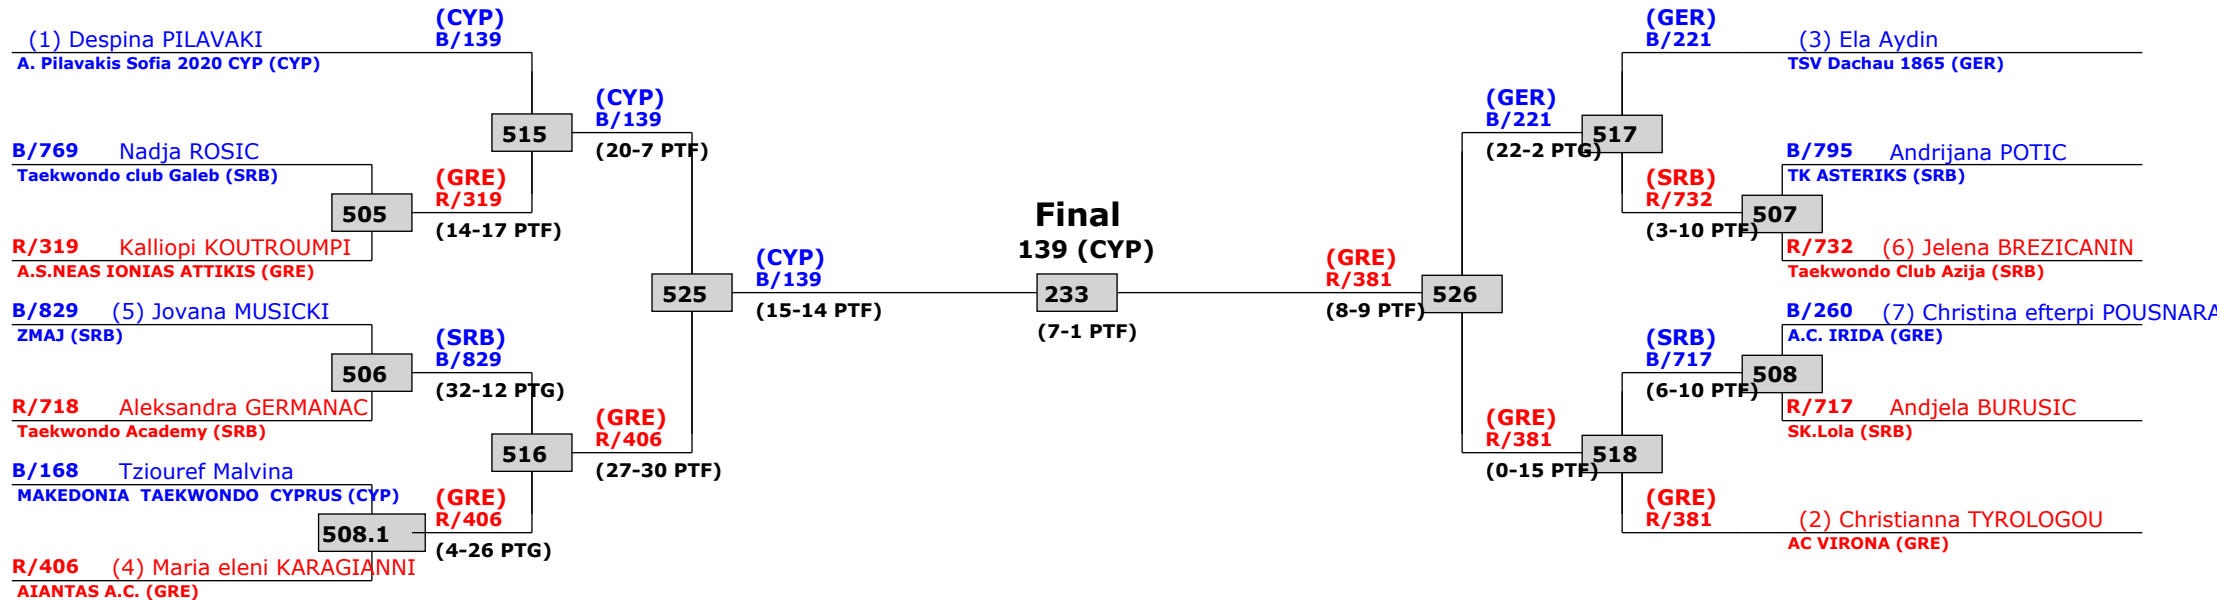 (1) Despina PILAVAKI
A. Pilavakis Sofia 2020 CYP (CYP)
(CYP)
B/139
B/769 Nadja ROSIC
Taekwondo club Galeb (SRB)
505
R/319 Kalliopi KOUTROUMPI
A.S.NEAS IONIAS ATTIKIS (GRE)
(GRE)
R/319
(14-17 PTF)
515
(CYP)
B/139
(20-7 PTF)
B/829 (5) Jovana MUSICKI
ZMAJ (SRB)
506
R/718 Aleksandra GERMANAC
Taekwondo Academy (SRB)
(SRB)
B/829
(32-12 PTG)
B/168 Tziouref Malvina
MAKEDONIA TAEKWONDO CYPRUS (CYP)
508.1
R/406 (4) Maria eleni KARAGIANNI
AIANTAS A.C. (GRE)
(GRE)
R/406
(4-26 PTG)
516
(GRE)
R/406
(27-30 PTF)
525
(CYP)
B/139
(15-14 PTF)
Final
139 (CYP)
233
(7-1 PTF)
(GRE)
R/381
(8-9 PTF)
526
(GER)
B/221
(22-2 PTG)
517
(GER)
B/221
(3) Ela Aydin
TSV Dachau 1865 (GER)
(SRB)
R/732
(3-10 PTF)
507
B/795 Andrijana POTIC
TK ASTERIKS (SRB)
R/732 (6) Jelena BREZICANIN
Taekwondo Club Azija (SRB)
(GRE)
R/381
(0-15 PTF)
518
(SRB)
B/717
(6-10 PTF)
508
B/260 (7) Christina efterpi POUSNARA
A.C. IRIDA (GRE)
R/717 Andjela BURUSIC
SK.Lola (SRB)
(GRE)
R/381
(2) Christianna TYROLOGOU
AC VIRONA (GRE)